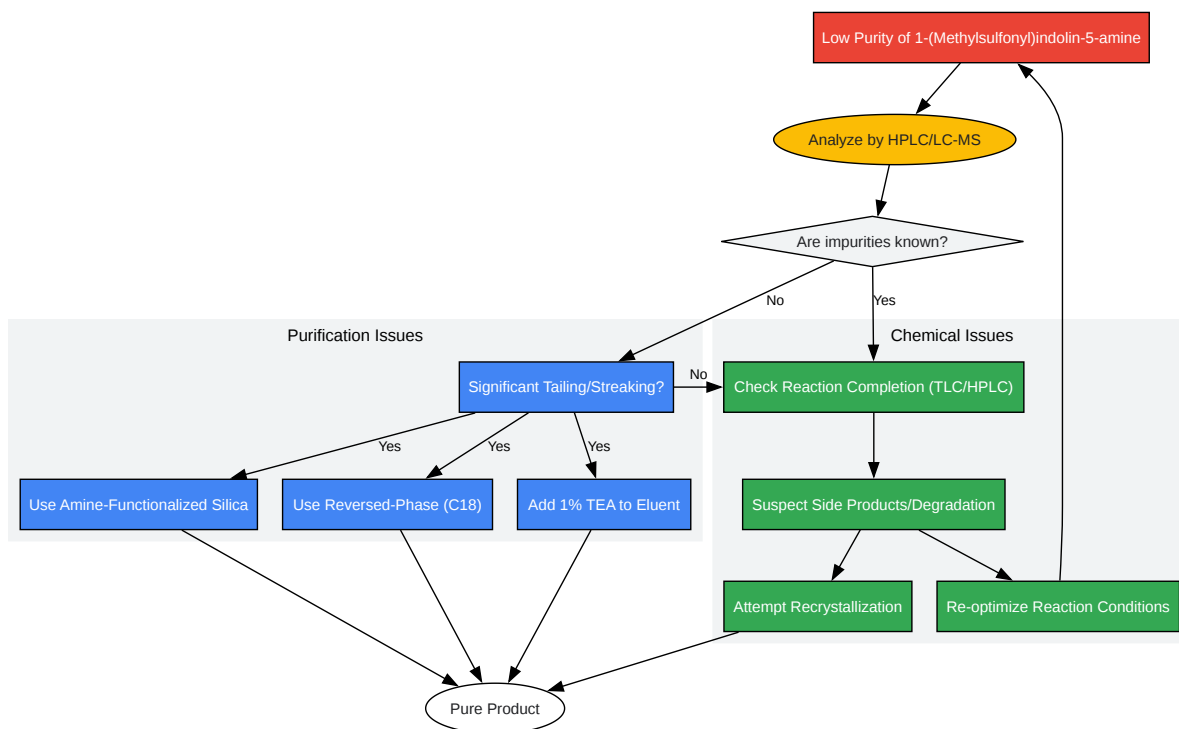 Low Purity of 1-(Methylsulfonyl)indolin-5-amine
Analyze by HPLC/LC-MS
Are impurities known?
No
Yes
Purification Issues
Chemical Issues
Significant Tailing/Streaking?
No
Check Reaction Completion (TLC/HPLC)
Yes
Yes
Yes
Use Amine-Functionalized Silica
Use Reversed-Phase (C18)
Add 1% TEA to Eluent
Suspect Side Products/Degradation
Attempt Recrystallization
Re-optimize Reaction Conditions
Pure Product